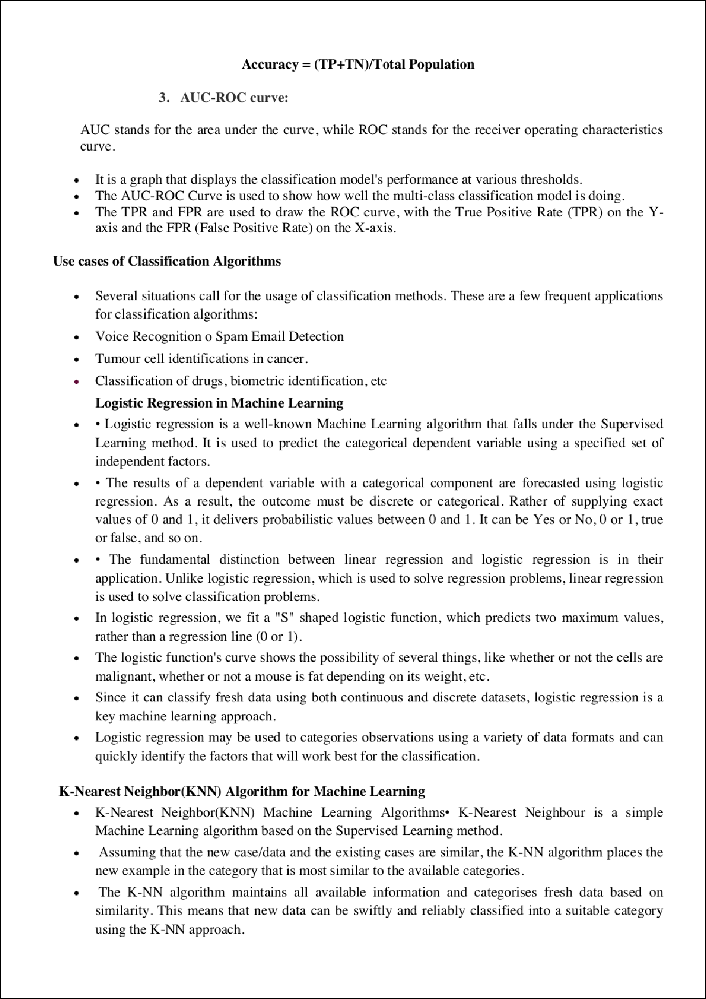 Accuracy = (TP+TN)/Total Population
3. AUC-ROC curve:
AUC stands for the area under the curve, while ROC stands for the receiver operating characteristics
curve.
• It is a graph that displays the classification model's performance at various thresholds.
• The AUC-ROC Curve is used to show how well the multi-class classification model is doing.
• The TPR and FPR are used to draw the ROC curve, with the True Positive Rate (TPR) on the Y-
axis and the FPR (False Positive Rate) on the X-axis.
Use cases of Classification Algorithms
• Several situations call for the usage of classification methods. These are a few frequent applications
for classification algorithms:
• Voice Recognition o Spam Email Detection
• Tumour cell identifications in cancer.
• Classification of drugs, biometric identification, etc
Logistic Regression in Machine Learning
• • Logistic regression is a well-known Machine Learning algorithm that falls under the Supervised
Learning method. It is used to predict the categorical dependent variable using a specified set of
independent factors.
• • The results of a dependent variable with a categorical component are forecasted using logistic
regression. As a result, the outcome must be discrete or categorical. Rather of supplying exact
values of 0 and 1, it delivers probabilistic values between 0 and 1. It can be Yes or No, 0 or 1, true
or false, and so on.
• • The fundamental distinction between linear regression and logistic regression is in their
application. Unlike logistic regression, which is used to solve regression problems, linear regression
is used to solve classification problems.
• In logistic regression, we fit a "S" shaped logistic function, which predicts two maximum values,
rather than a regression line (0 or 1).
• The logistic function's curve shows the possibility of several things, like whether or not the cells are
malignant, whether or not a mouse is fat depending on its weight, etc.
• Since it can classify fresh data using both continuous and discrete datasets, logistic regression is a
key machine learning approach.
• Logistic regression may be used to categories observations using a variety of data formats and can
quickly identify the factors that will work best for the classification.
K-Nearest Neighbor(KNN) Algorithm for Machine Learning
• K-Nearest Neighbor(KNN) Machine Learning Algorithms• K-Nearest Neighbour is a simple
Machine Learning algorithm based on the Supervised Learning method.
• Assuming that the new case/data and the existing cases are similar, the K-NN algorithm places the
new example in the category that is most similar to the available categories.
• The K-NN algorithm maintains all available information and categorises fresh data based on
similarity. This means that new data can be swiftly and reliably classified into a suitable category
using the K-NN approach.